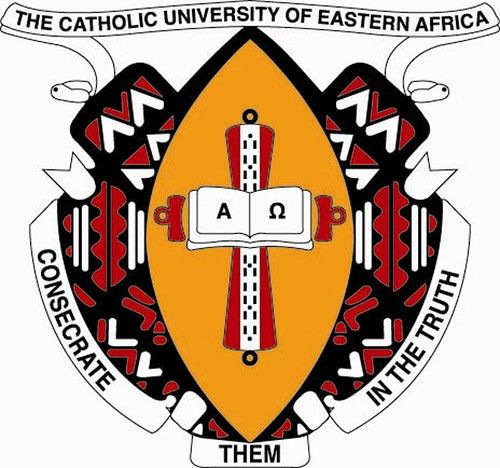 THE CATHOLIC UNIVERSITY OF EASTERN AFRICA
Α Ω
CONSECRATE
THEM
IN THE TRUTH